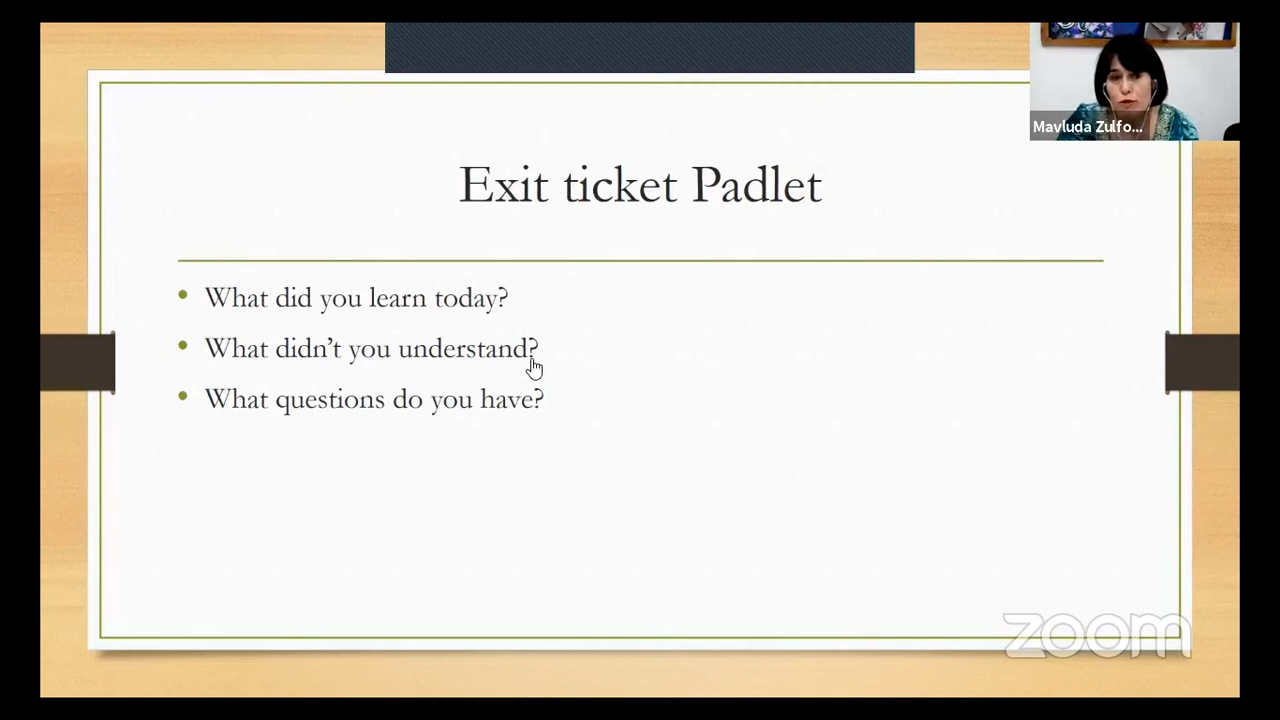 Mavluda Zulfo...
Exit ticket Padlet
• What did you learn today?
• What didn’t you understand?
• What questions do you have?
zoom